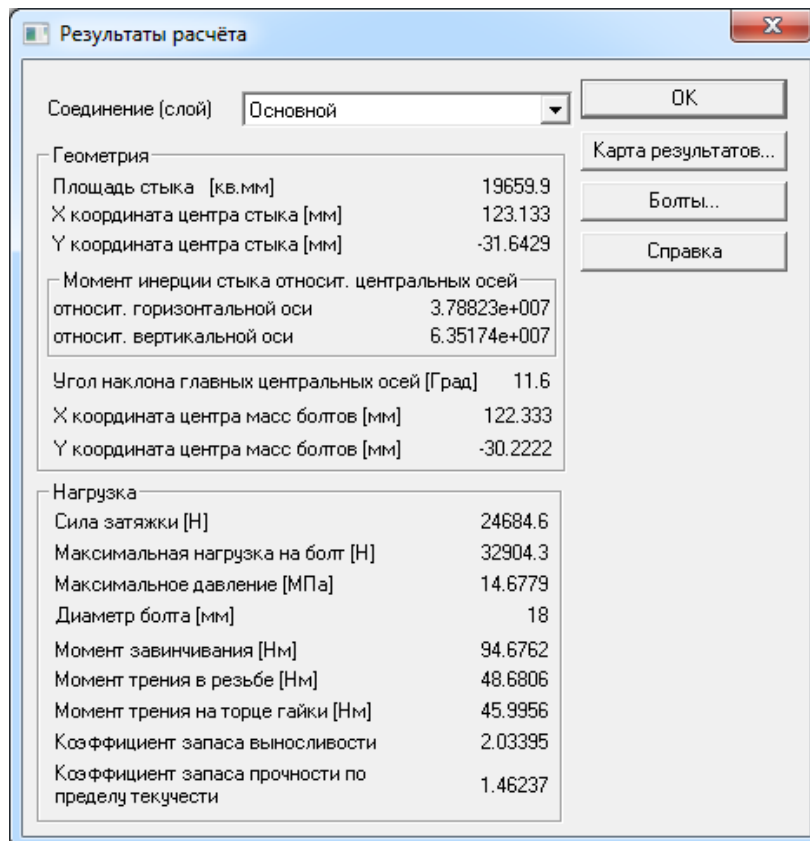 Результаты расчёта
Соединение (слой) Основной
OK
Геометрия
Карта результатов...
Площадь стыка [кв.мм] 19659.9
X координата центра стыка [мм] 123.133
Болты...
Y координата центра стыка [мм] -31.6429
Справка
Момент инерции стыка относит. центральных осей
относит. горизонтальной оси 3.78823e+007
относит. вертикальной оси 6.35174e+007
Угол наклона главных центральных осей [Град] 11.6
X координата центра масс болтов [мм] 122.333
Y координата центра масс болтов [мм] -30.2222
Нагрузка
Сила затяжки [Н] 24684.6
Максимальная нагрузка на болт [Н] 32904.3
Максимальное давление [МПа] 14.6779
Диаметр болта [мм] 18
Момент завинчивания [Нм] 94.6762
Момент трения в резьбе [Нм] 48.6806
Момент трения на торце гайки [Нм] 45.9956
Коэффициент запаса выносливости 2.03395
Коэффициент запаса прочности по
пределу текучести 1.46237